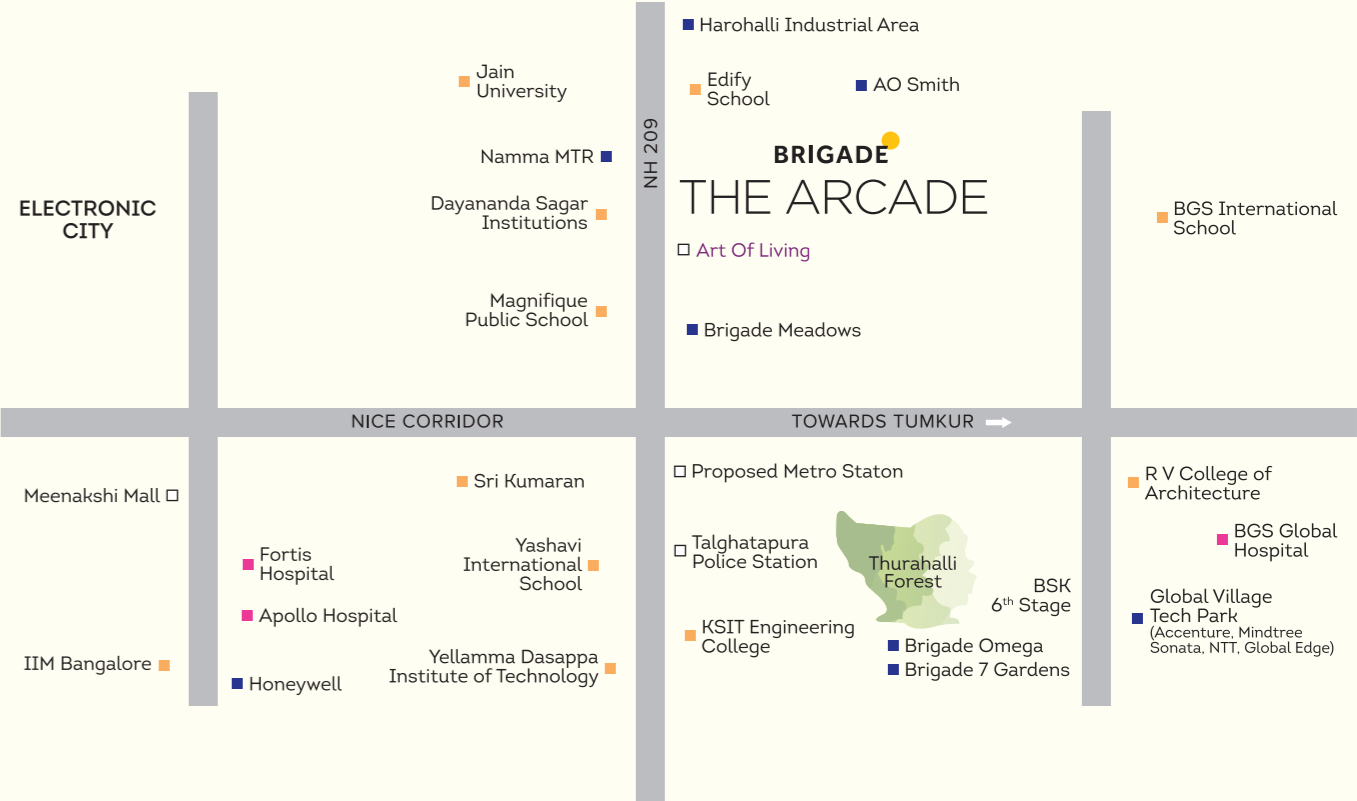 Harohalli Industrial Area
Jain
University
Edify
School
AO Smith
NH 209
BRIGADE
THE ARCADE
Namma MTR
ELECTRONIC
CITY
Dayananda Sagar
Institutions
BGS International
School
Art Of Living
Magnifique
Public School
Brigade Meadows
NICE CORRIDOR
TOWARDS TUMKUR
Meenakshi Mall
Sri Kumaran
Proposed Metro Staton
R V College of
Architecture
Fortis
Hospital
Yashavi
International
School
Talghatapura
Police Station
Thurahalli
Forest
BSK
6th Stage
BGS Global
Hospital
Apollo Hospital
Global Village
Tech Park
(Accenture, Mindtree
Sonata, NTT, Global Edge)
KSIT Engineering
College
Brigade Omega
Brigade 7 Gardens
IIM Bangalore
Honeywell
Yellamma Dasappa
Institute of Technology